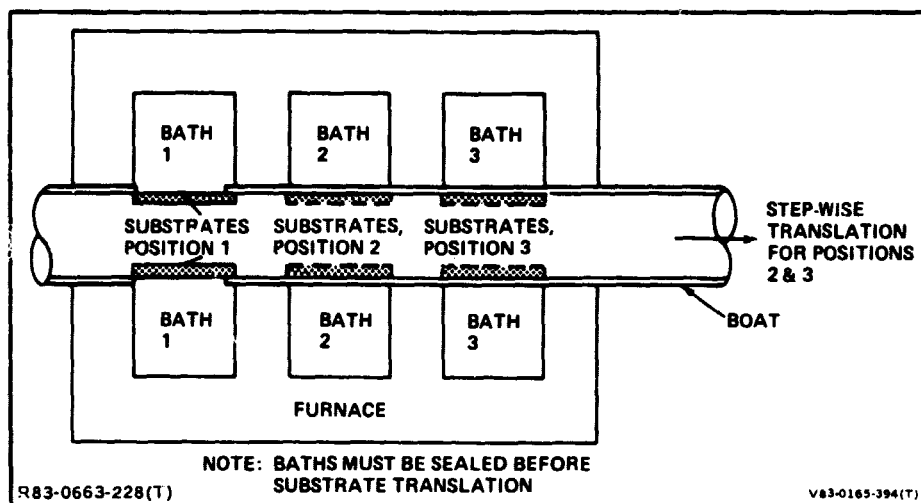 BATH
1
BATH
2
BATH
3
SUBSTRATES
POSITION 1
SUBSTRATES,
POSITION 2
SUBSTRATES,
POSITION 3
STEP-WISE
TRANSLATION
FOR POSITIONS
2 & 3
BOAT
BATH
1
BATH
2
BATH
3
FURNACE
NOTE: BATHS MUST BE SEALED BEFORE
SUBSTRATE TRANSLATION
R83-0663-228(T)
V83-0165-394(T)